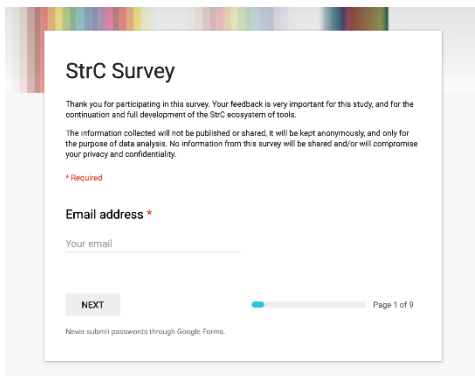 StrC Survey
Thank you for participating in this survey. Your feedback is very important for this study, and for the
continuation and full development of the StrC ecosystem of tools.
The information collected will not be published or shared, it will be kept anonymously, and only for
the purpose of data analysis. No information from this survey will be shared and/or will compromise
your privacy and confidentiality.
* Required
Email address *
Your email
NEXT
Page 1 of 9
Never submit passwords through Google Forms.